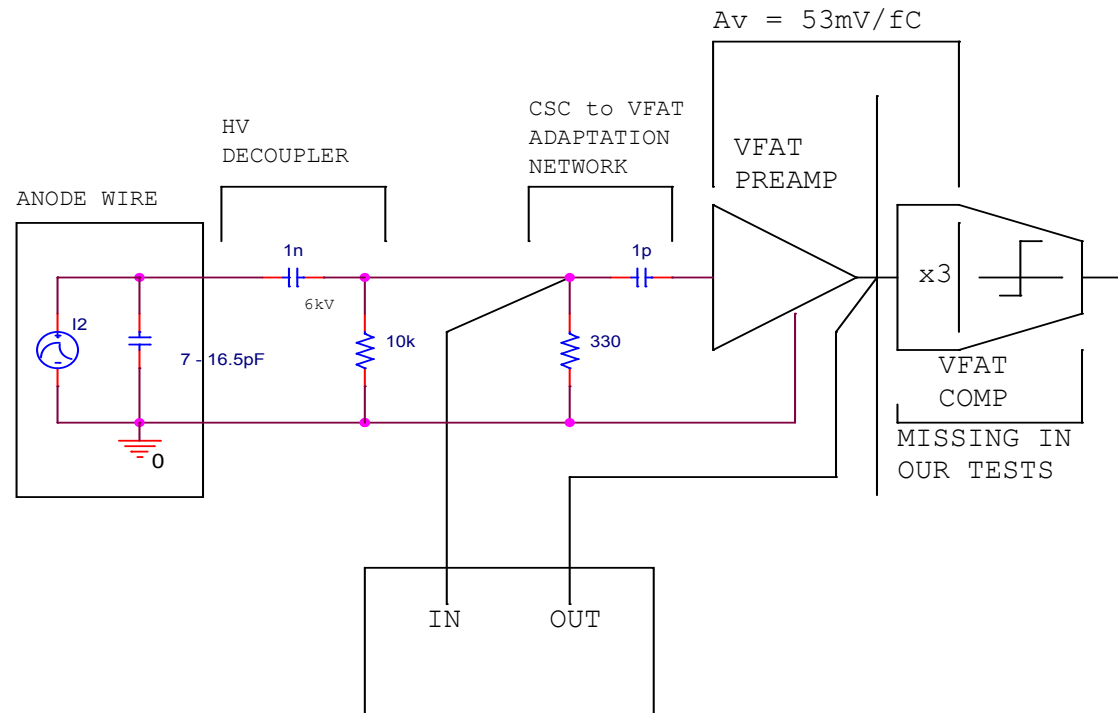 Av = 53mV/fC
CSC to VFAT
ADAPTATION
NETWORK
HV
DECOUPLER
VFAT
PREAMP
ANODE WIRE
1n
6kV
1p
x3
I2
7 - 16.5pF
10k
330
VFAT
COMP
MISSING IN
OUR TESTS
0
IN
OUT